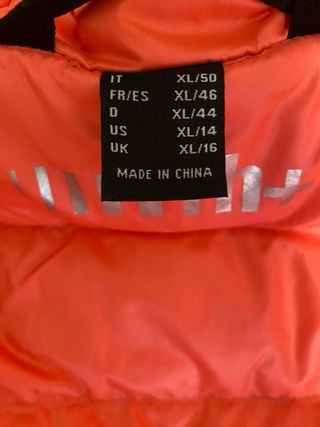 IT XL/50
FR/ES XL/46
D XL/44
US XL/14
UK XL/16
MADE IN CHINA